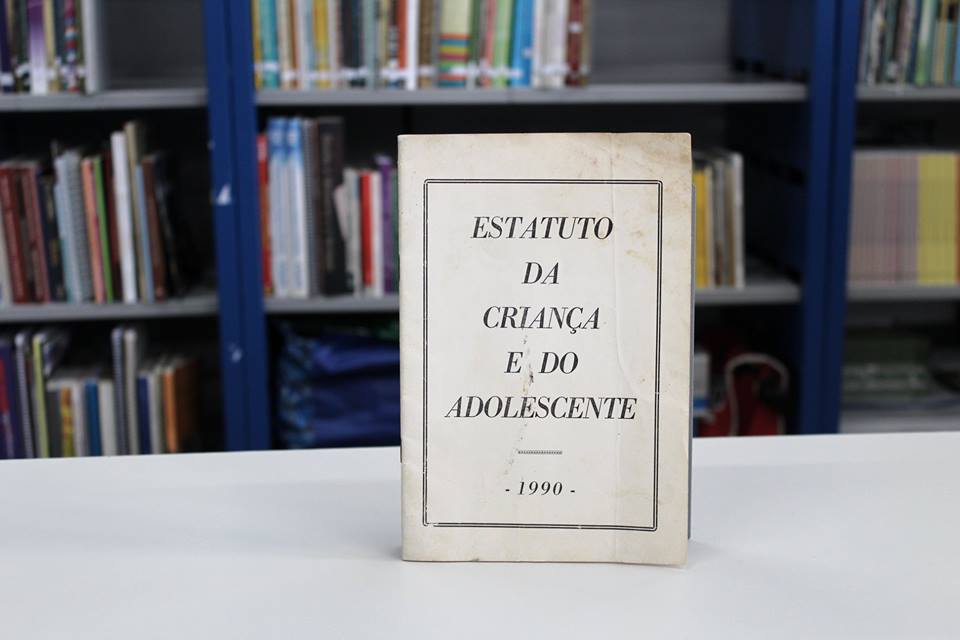 ESTATUTO
DA
CRIANÇA
E DO
ADOLESCENTE
- 1990 -